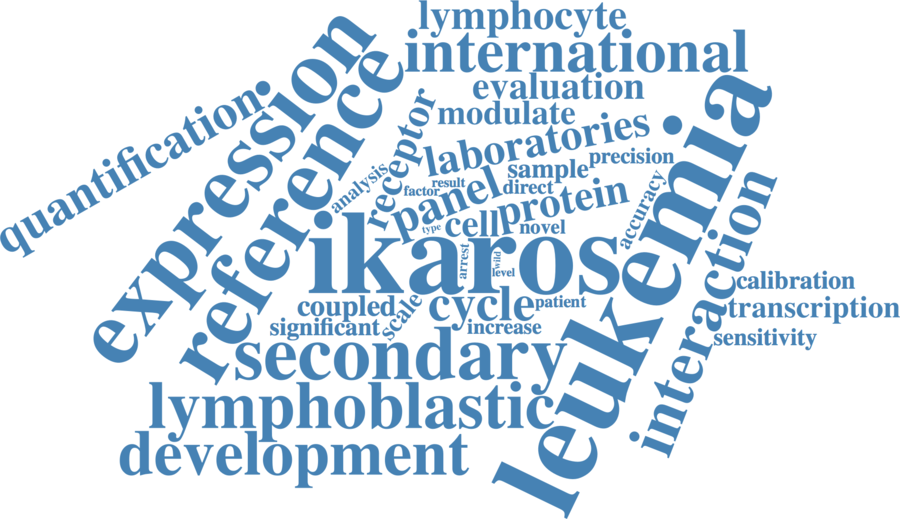 lymphocyte
international
evaluation
modulate
quantification
expression
reference
receptor
laboratories
leukemia
analysis
factor
result
sample
precision
panel
direct
protein
accuracy
type
cell
novel
ikaros
arrest
wild
level
interaction
coupled
scale
cycle
patient
calibration
transcription
significant
increase
sensitivity
secondary
lymphoblastic
development